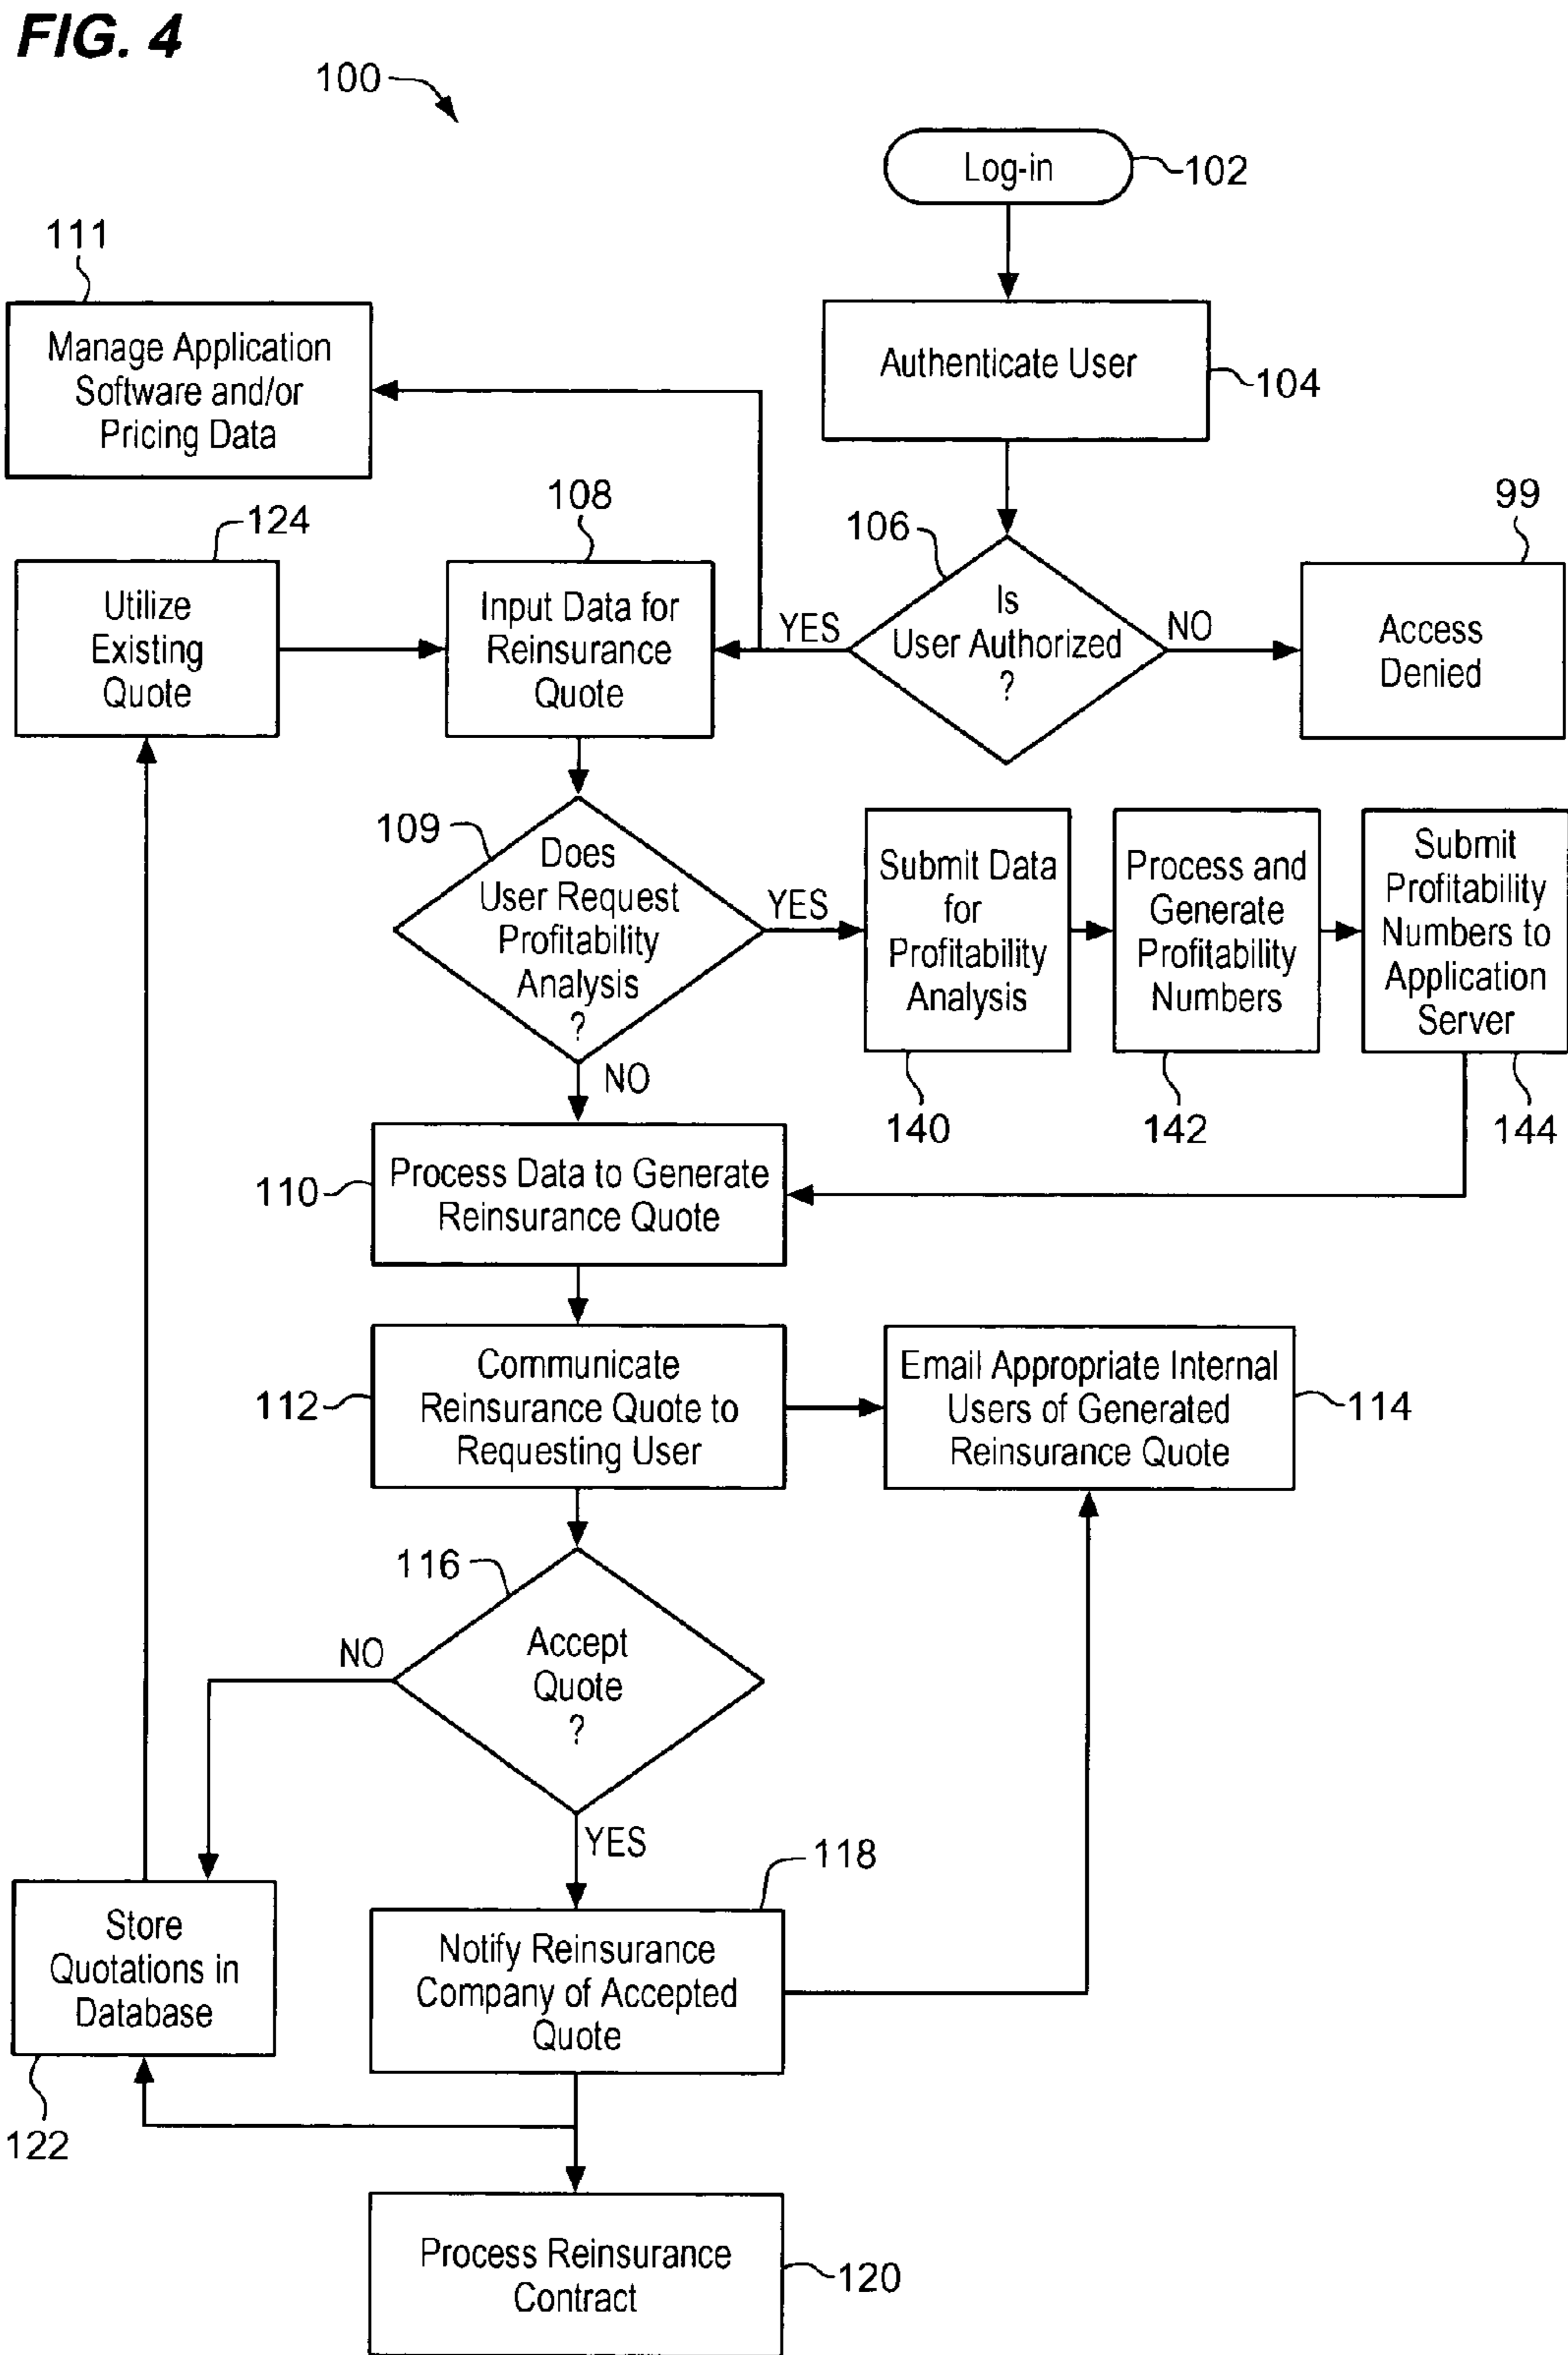 FIG. 4
100
Log-in
102
111
Manage Application
Software and/or
Pricing Data
Authenticate User
104
124
Utilize
Existing
Quote
108
Input Data for
Reinsurance
Quote
YES
106
Is
User Authorized
?
NO
99
Access
Denied
109
Does
User Request
Profitability
Analysis
?
YES
NO
Submit Data
for
Profitability
Analysis
140
Process and
Generate
Profitability
Numbers
142
Submit
Profitability
Numbers to
Application
Server
144
110
Process Data to Generate
Reinsurance Quote
112
Communicate
Reinsurance Quote to
Requesting User
Email Appropriate Internal
Users of Generated
Reinsurance Quote
114
116
Accept
Quote
?
NO
YES
118
Notify Reinsurance
Company of Accepted
Quote
Store
Quotations in
Database
122
Process Reinsurance
Contract
120